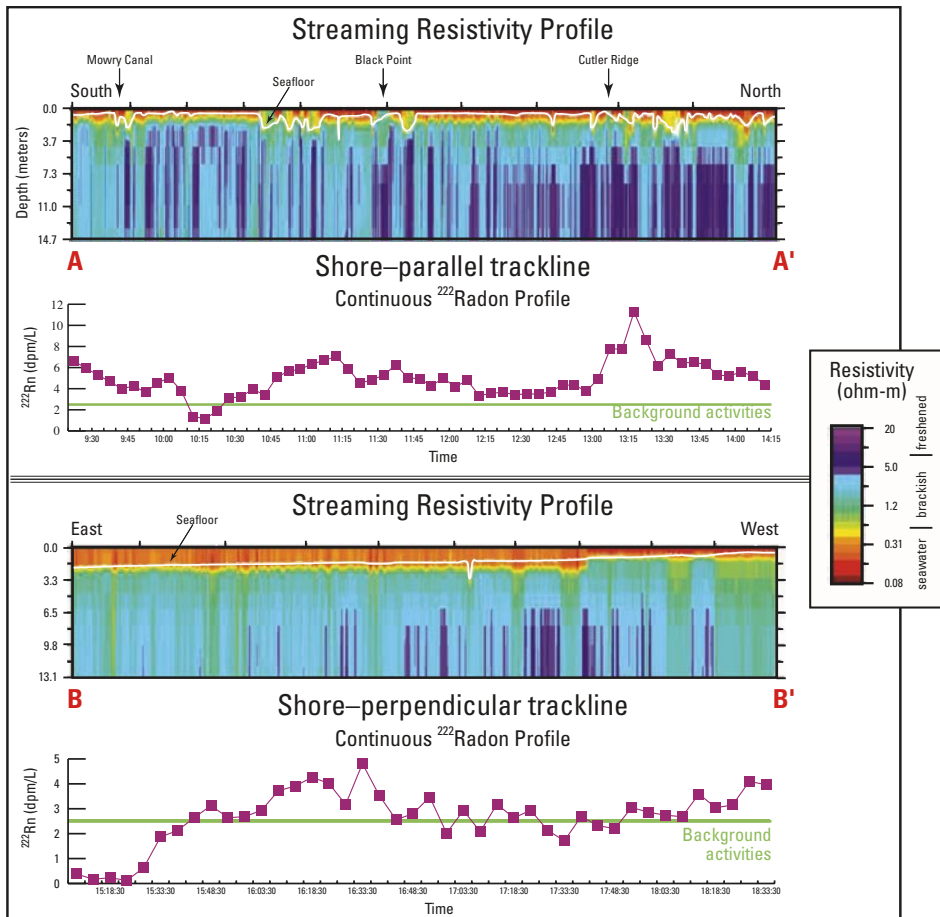 Streaming Resistivity Profile
Mowry Canal
Black Point
Cutler Ridge
Seafloor
South
North
0.0
3.7
7.3
11.0
14.7
Depth (meters)
A
A'
Shore–parallel trackline
Continuous ²²²Radon Profile
12
10
8
6
4
2
0
²²²Rn (dpm/L)
Background activities
9:30 9:45 10:00 10:15 10:30 10:45 11:00 11:15 11:30 11:45 12:00 12:15 12:30 12:45 13:00 13:15 13:30 13:45 14:00 14:15
Time
Resistivity
(ohm-m)
20
5.0
1.2
0.31
0.08
freshened
brackish
seawater
Streaming Resistivity Profile
Seafloor
East
West
0.0
3.3
6.5
9.8
13.1
B
B'
Shore–perpendicular trackline
Continuous ²²²Radon Profile
5
4
3
2
1
0
²²²Rn (dpm/L)
Background
activities
15:18:30 15:33:30 15:48:30 16:03:30 16:18:30 16:33:30 16:48:30 17:03:30 17:18:30 17:33:30 17:48:30 18:03:30 18:18:30 18:33:30
Time